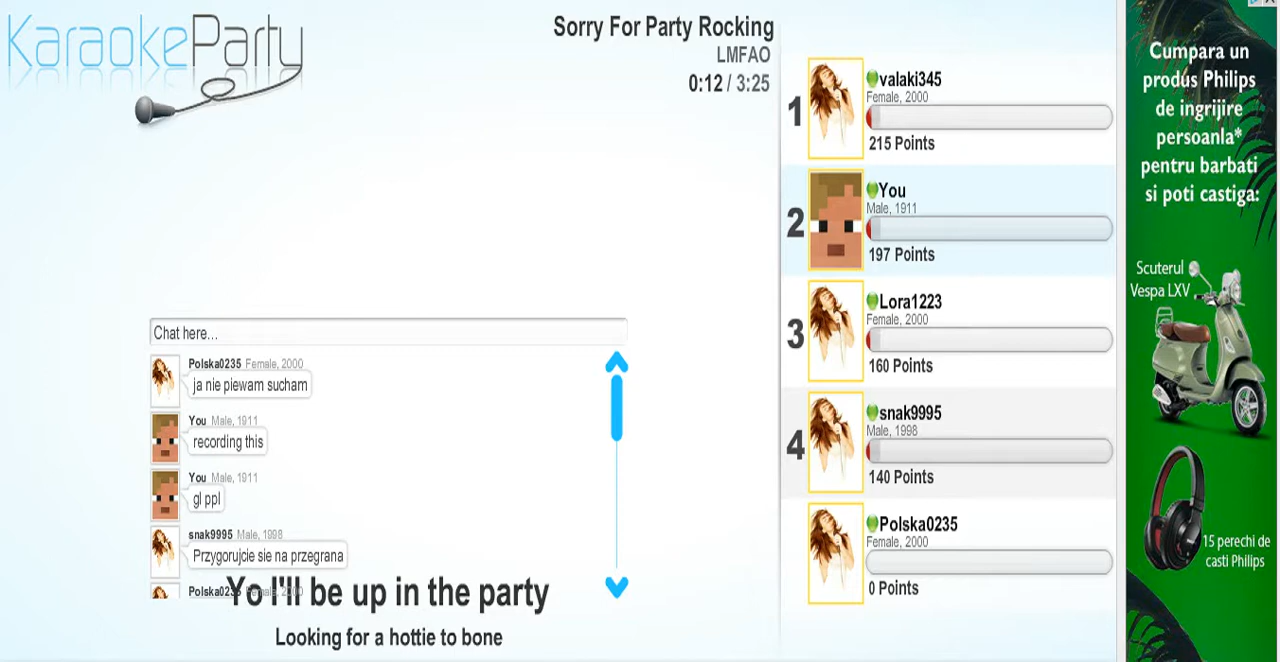 KaraokeParty
Sorry For Party Rocking
LMFAO
0:12 / 3:25
Chat here...
Polska0235 Female, 2000
ja nie piewam sucham
You Male, 1911
recording this
You Male, 1911
gl ppl
snak9995 Male, 1998
Przygorujcie sie na przegrana
Polska0235 Female, 2000
Yo I'll be up in the party
Looking for a hottie to bone
1
valaki345
Female, 2000
215 Points
2
You
Male, 1911
197 Points
3
Lora1223
Female, 2000
160 Points
4
snak9995
Male, 1998
140 Points
Polska0235
Female, 2000
0 Points
Cumpara un
produs Philips
de ingrijire
persoanla*
pentru barbati
si poti castiga:
Scuterul
Vespa LXV
15 perechi de
casti Philips